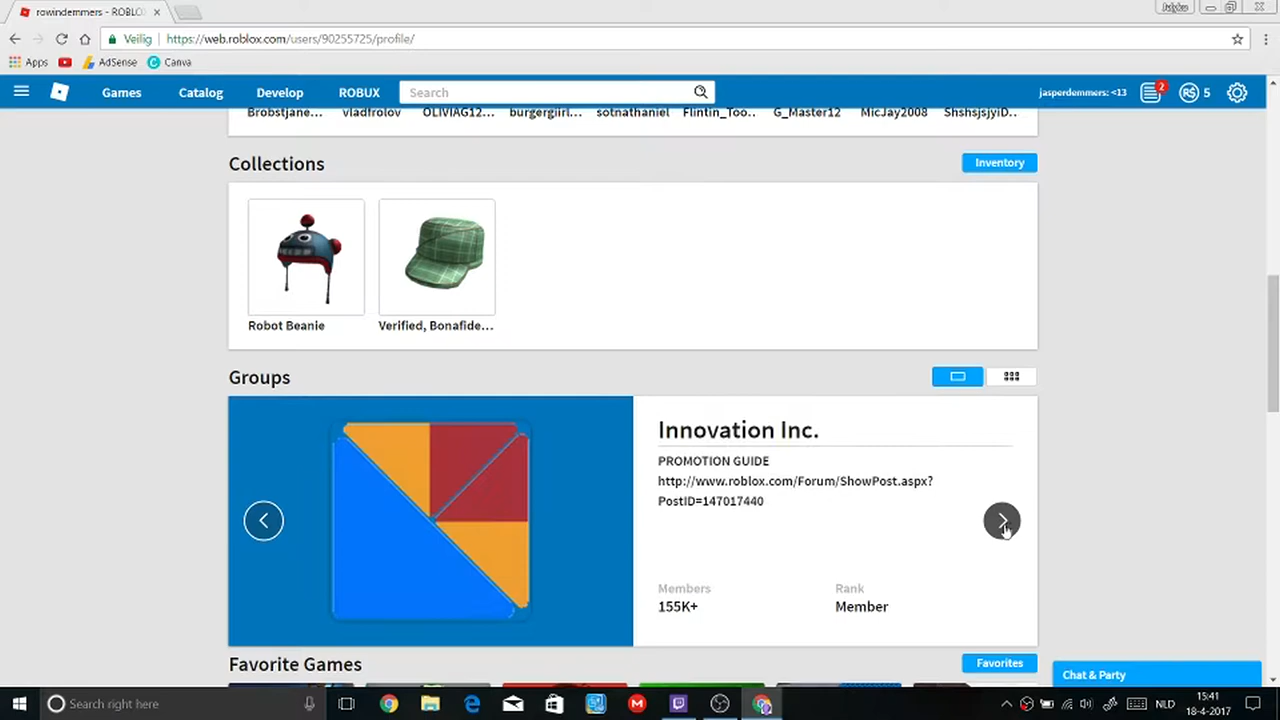 rowindemmers - ROBLO
Veilig https://web.roblox.com/users/90255725/profile/
Apps AdSense Canva
Games Catalog Develop ROBUX Search jasperdemmers: <13 2 R$ 5
Brobstjane... vladfrolov OLIVIAG12... burgergiirl... sotnathaniel Flintin_Too.. G_Master12 MicJay2008 ShshsjsjyiD..
Collections Inventory
Robot Beanie Verified, Bonafide...
Groups
Innovation Inc.
PROMOTION GUIDE
http://www.roblox.com/Forum/ShowPost.aspx?
PostID=147017440
Members Rank
155K+ Member
Favorite Games Favorites
Chat & Party
Search right here
NLD
15:41
18-4-2017